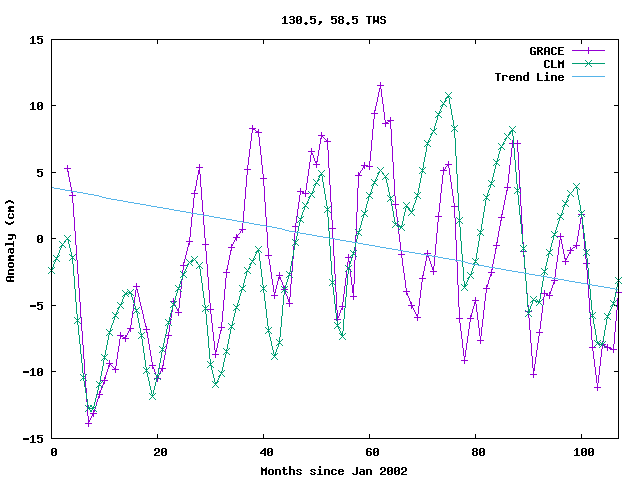 130.5, 58.5 TWS
GRACE
CLM
Trend Line
15
10
5
0
-5
-10
-15
Anomaly (cm)
0 20 40 60 80 100
Months since Jan 2002